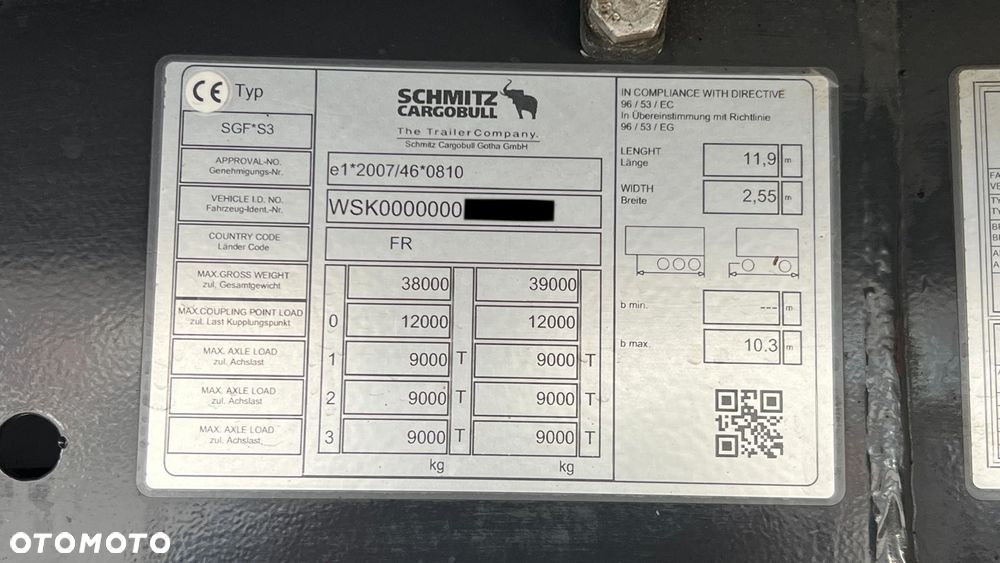 CE Typ
SGF*S3
APPROVAL-NO.
Genehmigungs-Nr.
VEHICLE I.D. NO.
Fahrzeug-Ident.-Nr.
COUNTRY CODE
Länder Code
MAX.GROSS WEIGHT
zul. Gesamtgewicht
MAX.COUPLING POINT LOAD
zul. Last Kupplungspunkt
MAX. AXLE LOAD
zul. Achslast
MAX. AXLE LOAD
zul. Achslast
MAX. AXLE LOAD
zul. Achslast
SCHMITZ
CARGOBULL
The TrailerCompany.
Schmitz Cargobull Gotha GmbH
e1*2007/46*0810
WSK0000000
FR
38000 39000
0 12000 12000
1 9000 T 9000 T
2 9000 T 9000 T
3 9000 T 9000 T
kg kg
IN COMPLIANCE WITH DIRECTIVE
96 / 53 / EC
In Übereinstimmung mit Richtlinie
96 / 53 / EG
LENGHT
Länge
11,9 m
WIDTH
Breite
2,55 m
b min. --- m
b max. 10.3 m
OTOMOTO